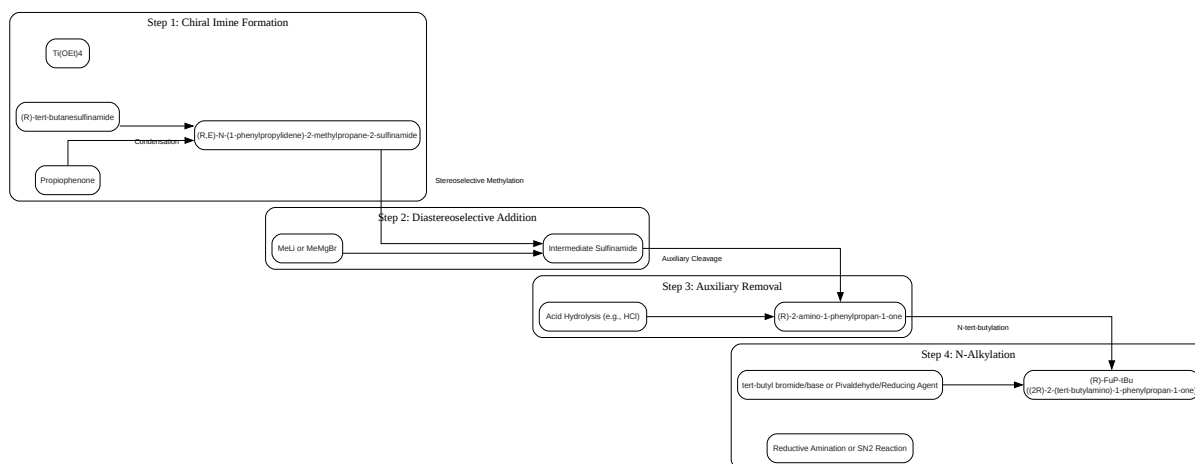 Step 1: Chiral Imine Formation
Ti(OEt)4
(R)-tert-butanesulfinamide
(R,E)-N-(1-phenylpropylidene)-2-methylpropane-2-sulfinamide
Condensation
Propiophenone
Stereoselective Methylation
Step 2: Diastereoselective Addition
MeLi or MeMgBr
Intermediate Sulfinamide
Auxiliary Cleavage
Step 3: Auxiliary Removal
Acid Hydrolysis (e.g., HCl)
(R)-2-amino-1-phenylpropan-1-one
N-tert-butylation
Step 4: N-Alkylation
tert-butyl bromide/base or Pivaldehyde/Reducing Agent
(R)-FuP-tBu
((2R)-2-(tert-butylamino)-1-phenylpropan-1-one)
Reductive Amination or SN2 Reaction